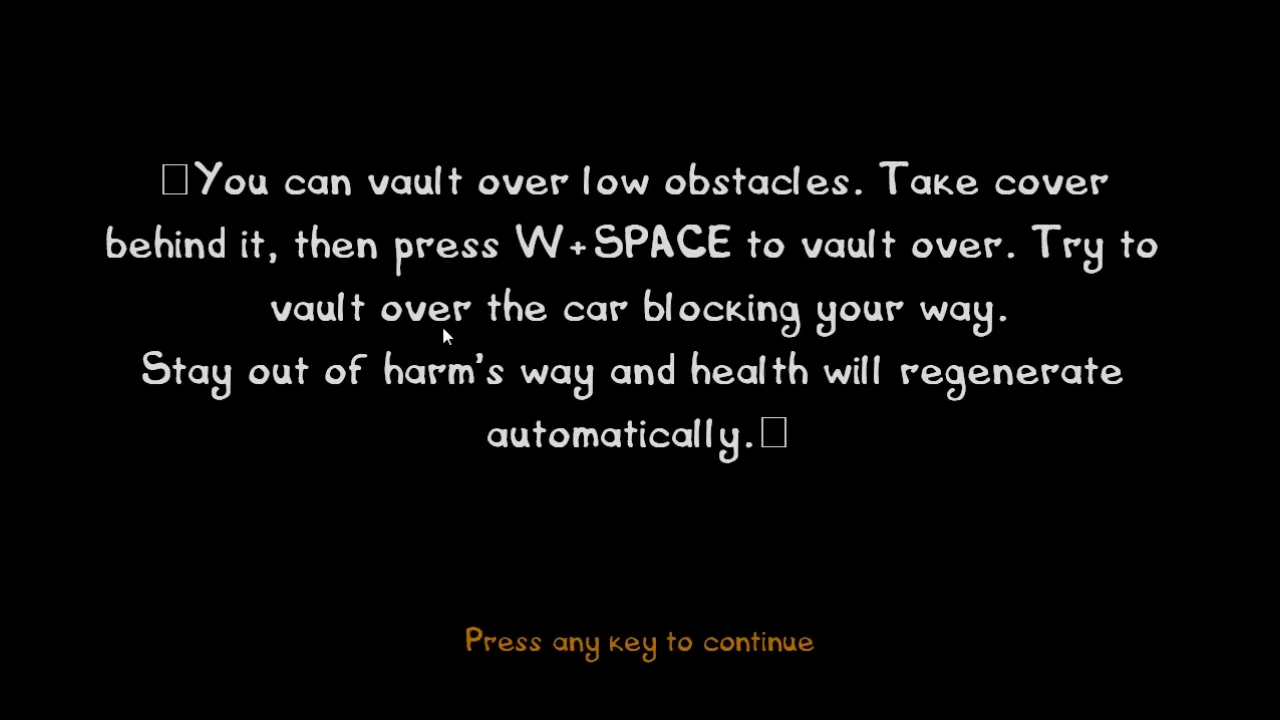 □You can vault over low obstacles. Take cover
behind it, then press W+SPACE to vault over. Try to
vault over the car blocking your way.
Stay out of harm's way and health will regenerate
automatically.□
Press any key to continue